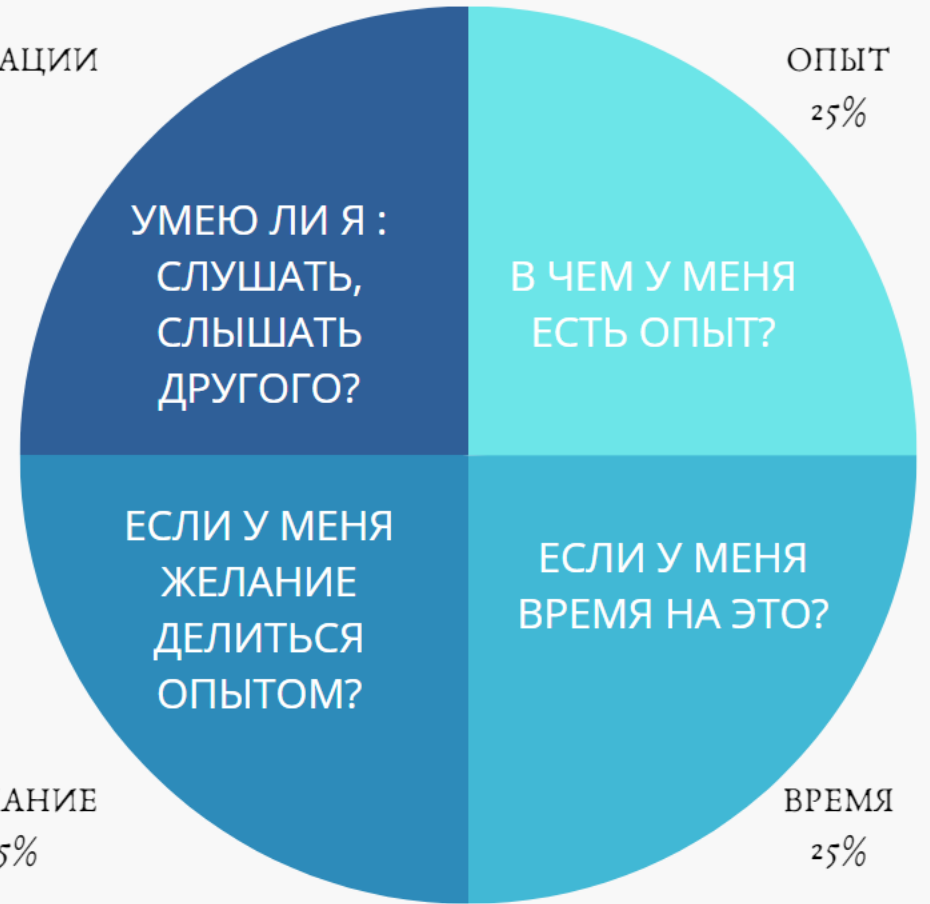 АЦИИ
ОПЫТ
25%
УМЕЮ ЛИ Я :
СЛУШАТЬ,
СЛЫШАТЬ
ДРУГОГО?
В ЧЕМ У МЕНЯ
ЕСТЬ ОПЫТ?
ЕСЛИ У МЕНЯ
ЖЕЛАНИЕ
ДЕЛИТЬСЯ
ОПЫТОМ?
ЕСЛИ У МЕНЯ
ВРЕМЯ НА ЭТО?
АНИЕ
5%
ВРЕМЯ
25%